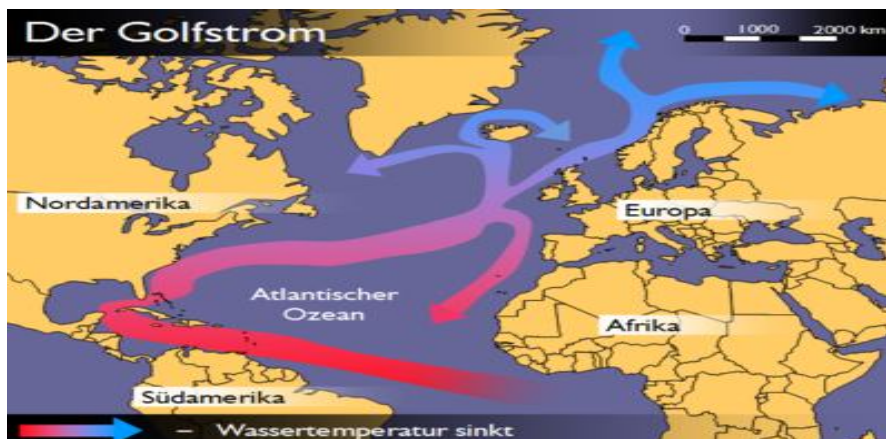 Der Golfstrom
0 1000 2000 km
Nordamerika
Europa
Atlantischer
Ozean
Afrika
Südamerika
– Wassertemperatur sinkt